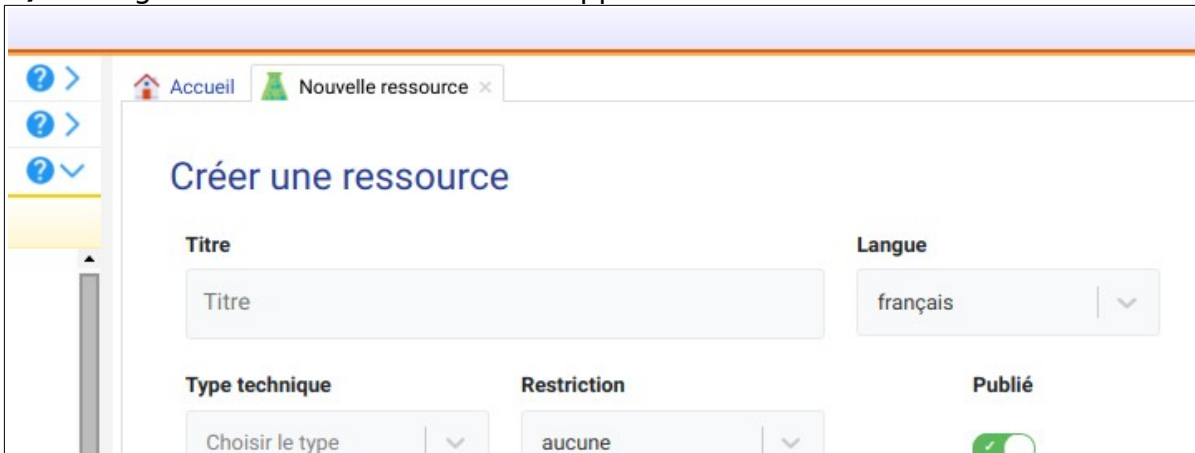 Accueil Nouvelle ressource ×
Créer une ressource
Titre Langue
Titre français
Type technique Restriction Publié
Choisir le type aucune